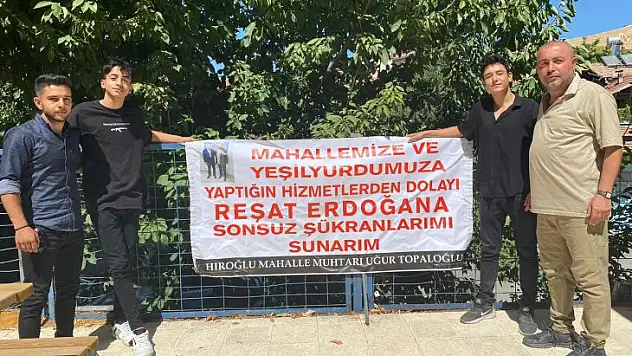 MAHALLEMİZE VE
YEŞİLYURDUMUZA
YAPTIĞIN HİZMETLERDEN DOLAYI
REŞAT ERDOĞANA
SONSUZ ŞÜKRANLARIMI
SUNARIM
HIROĞLU MAHALLE MUHTARI UĞUR TOPALOĞLU